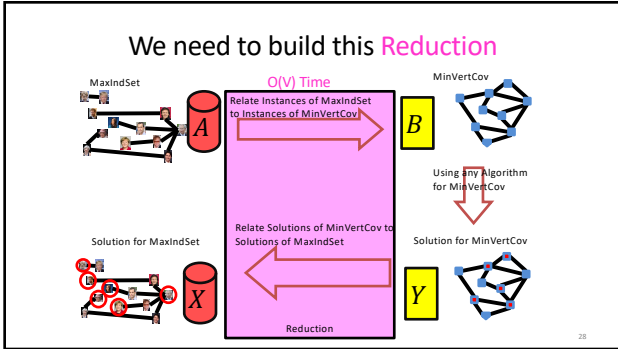 We need to build this Reduction
MaxIndSet
O(V) Time
MinVertCov
Relate Instances of MaxIndSet
to Instances of MinVertCov
A
B
Using any Algorithm
for MinVertCov
Relate Solutions of MinVertCov to
Solutions of MaxIndSet
Solution for MaxIndSet
Solution for MinVertCov
X
Y
Reduction
28